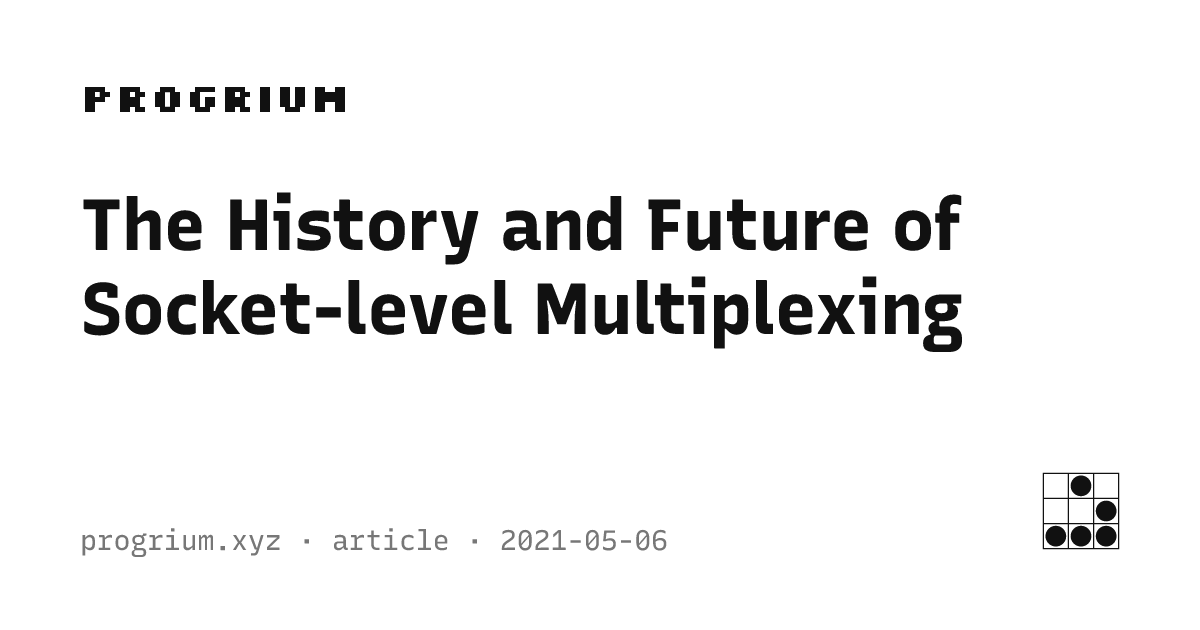 PROGRIUM
The History and Future of
Socket-level Multiplexing
progrium.xyz · article · 2021-05-06